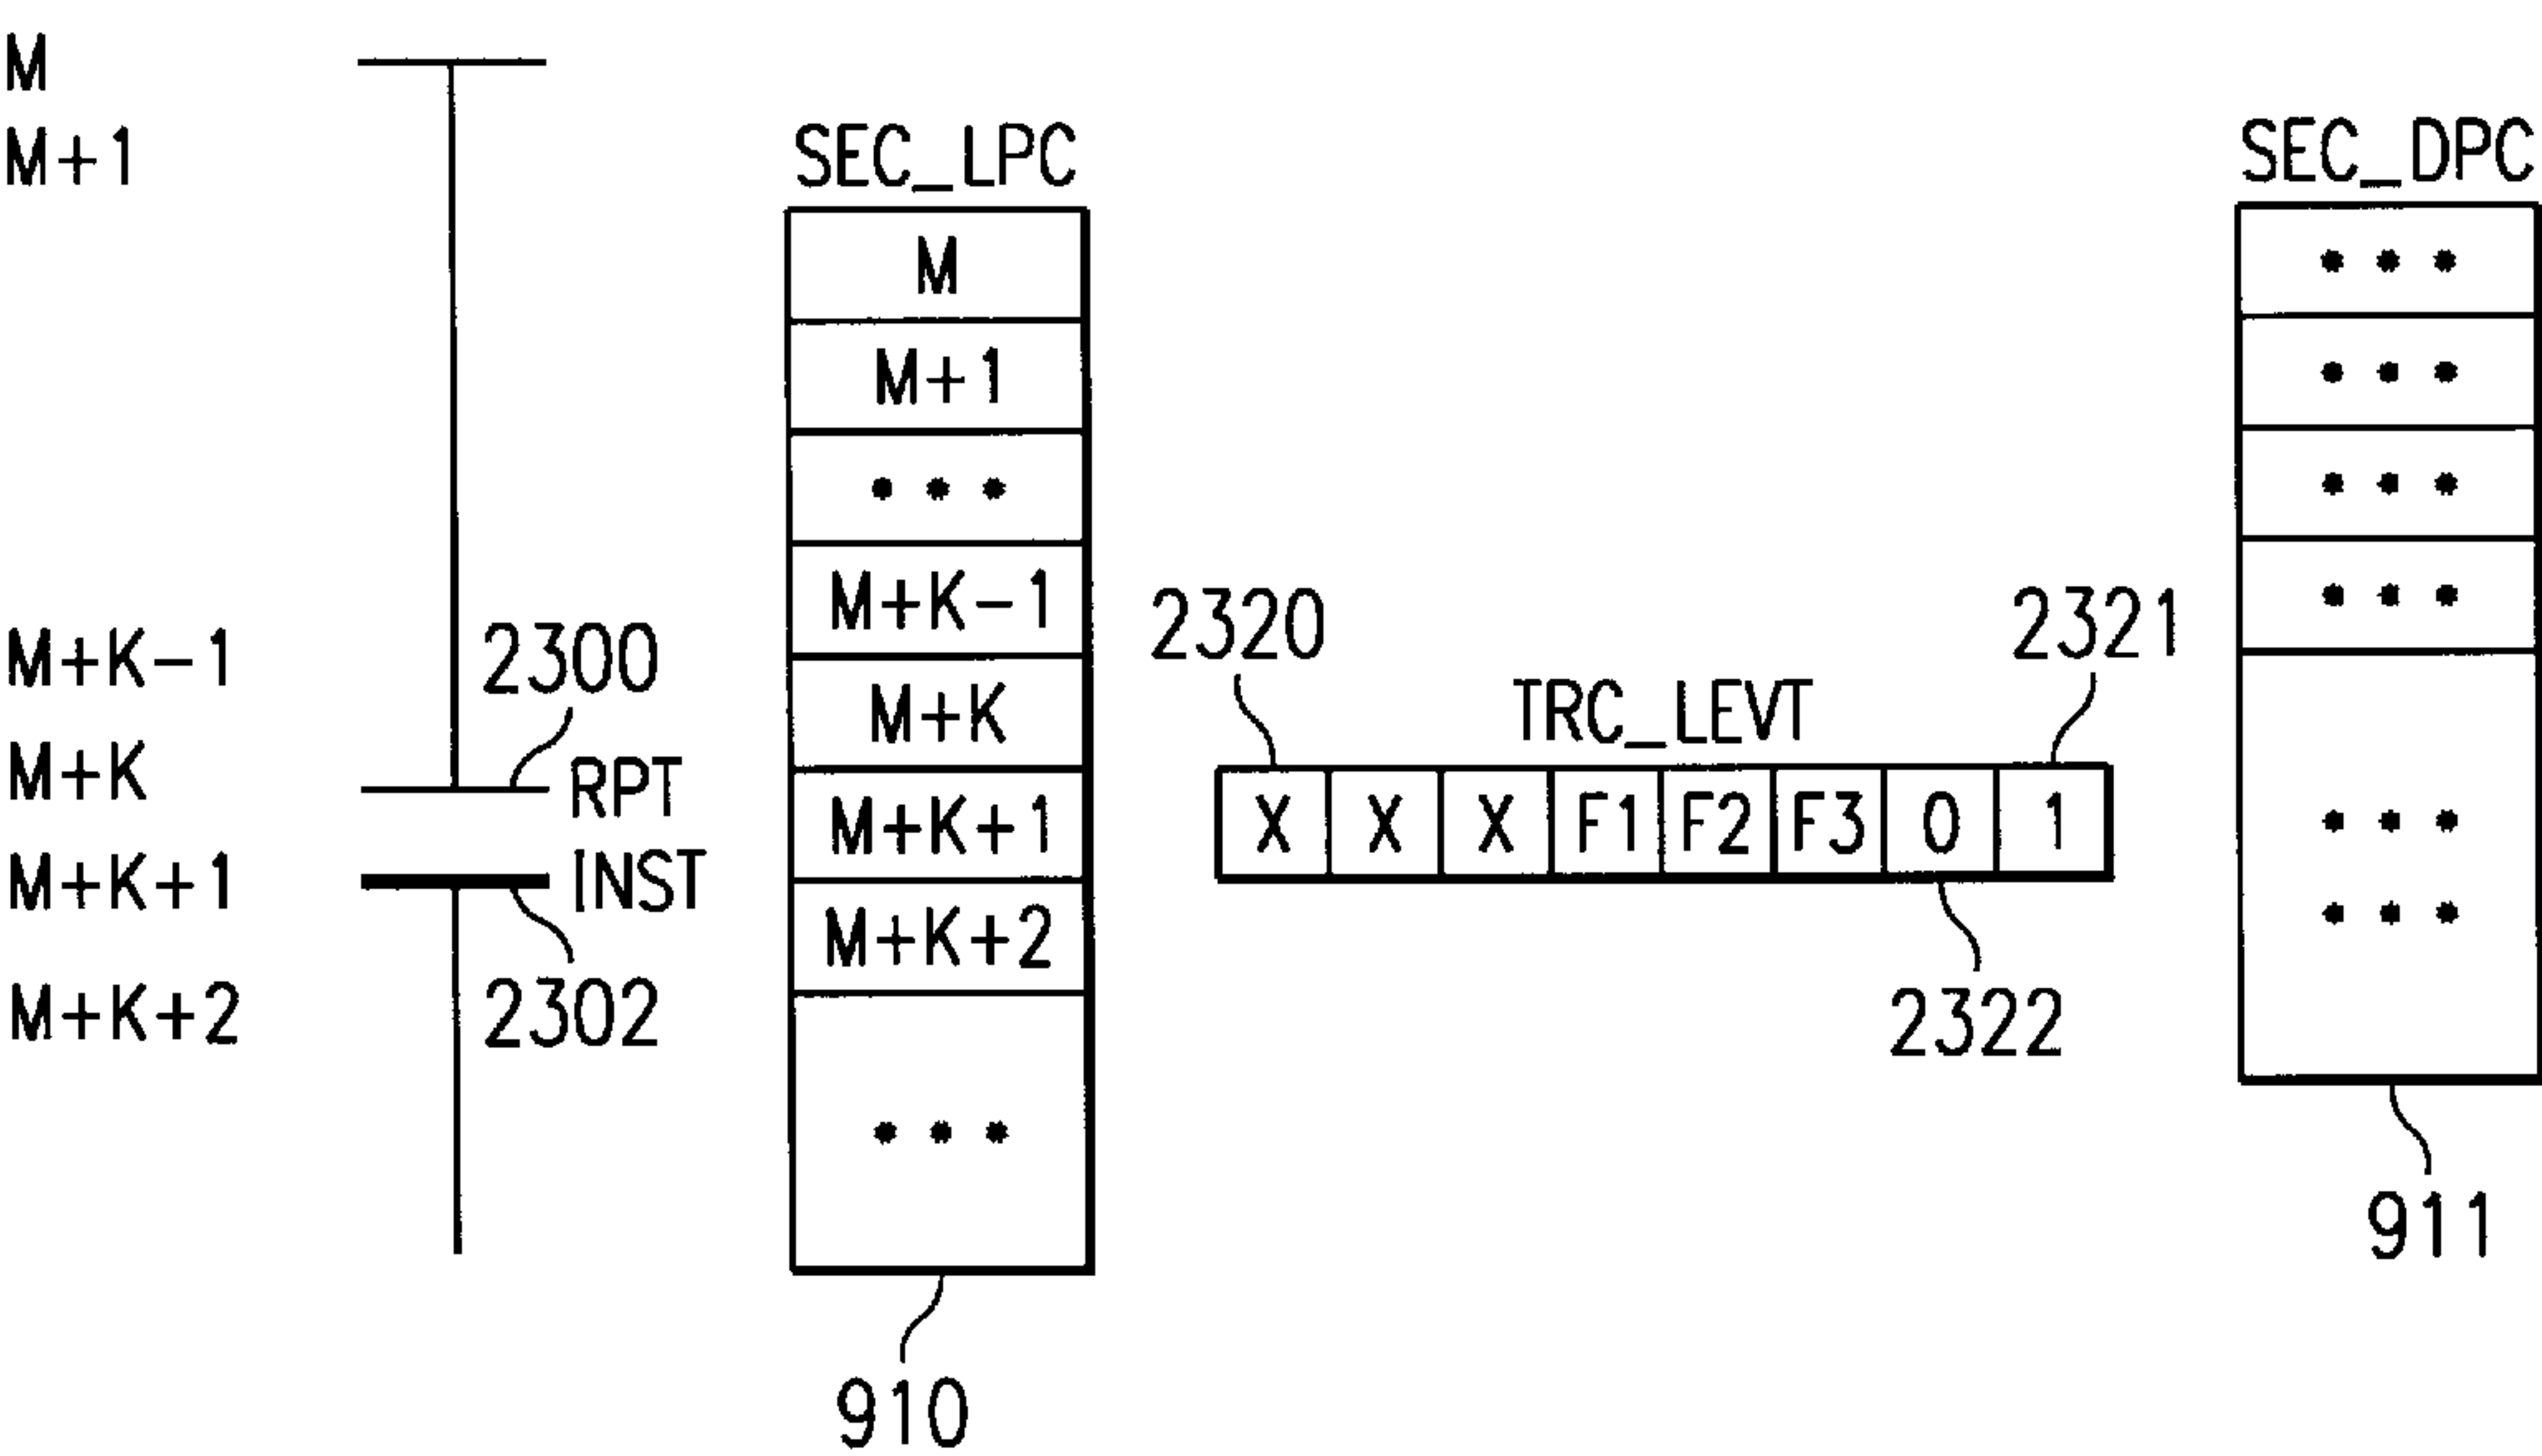 M
M+1
M+K-1
M+K
M+K+1
M+K+2
2300
RPT
INST
2302
SEC_LPC
M
M+1
• • •
M+K-1
M+K
M+K+1
M+K+2
• • •
910
2320
2321
TRC_LEVT
X X X F1 F2 F3 0 1
2322
SEC_DPC
• • •
• • •
• • •
• • •
• • •
• • •
911